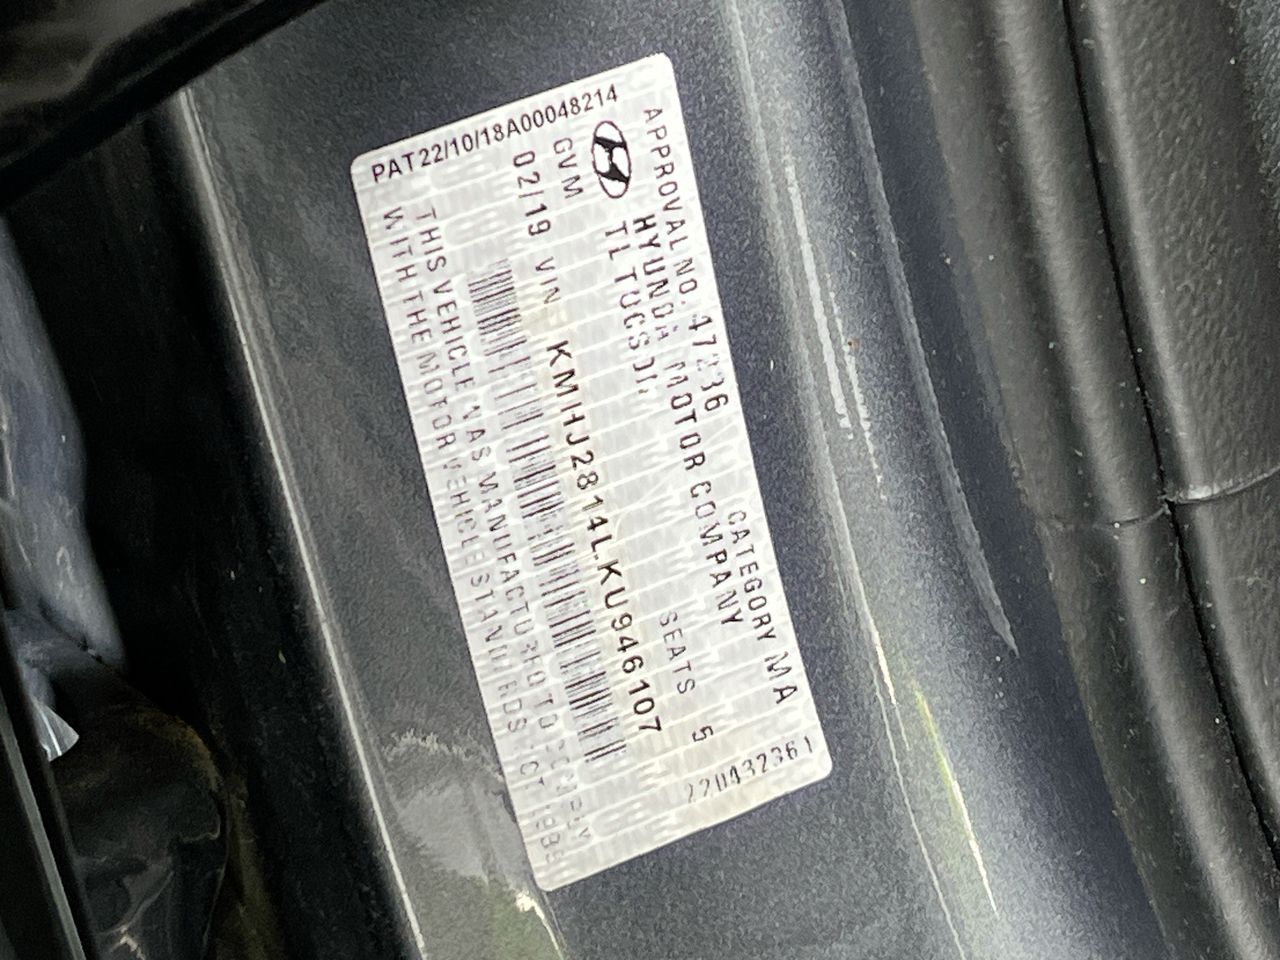 PAT22/10/18A00048214
APPROVAL NO. 47236 CATEGORY MA
HYUNDAI MOTOR COMPANY
TL TUCSON
GVM SEATS 5
02/19 VIN KMHJ2814LKU946107
THIS VEHICLE WAS MANUFACTURED TO COMPLY
WITH THE MOTOR VEHICLE STANDARDS ACT 1989
220432361